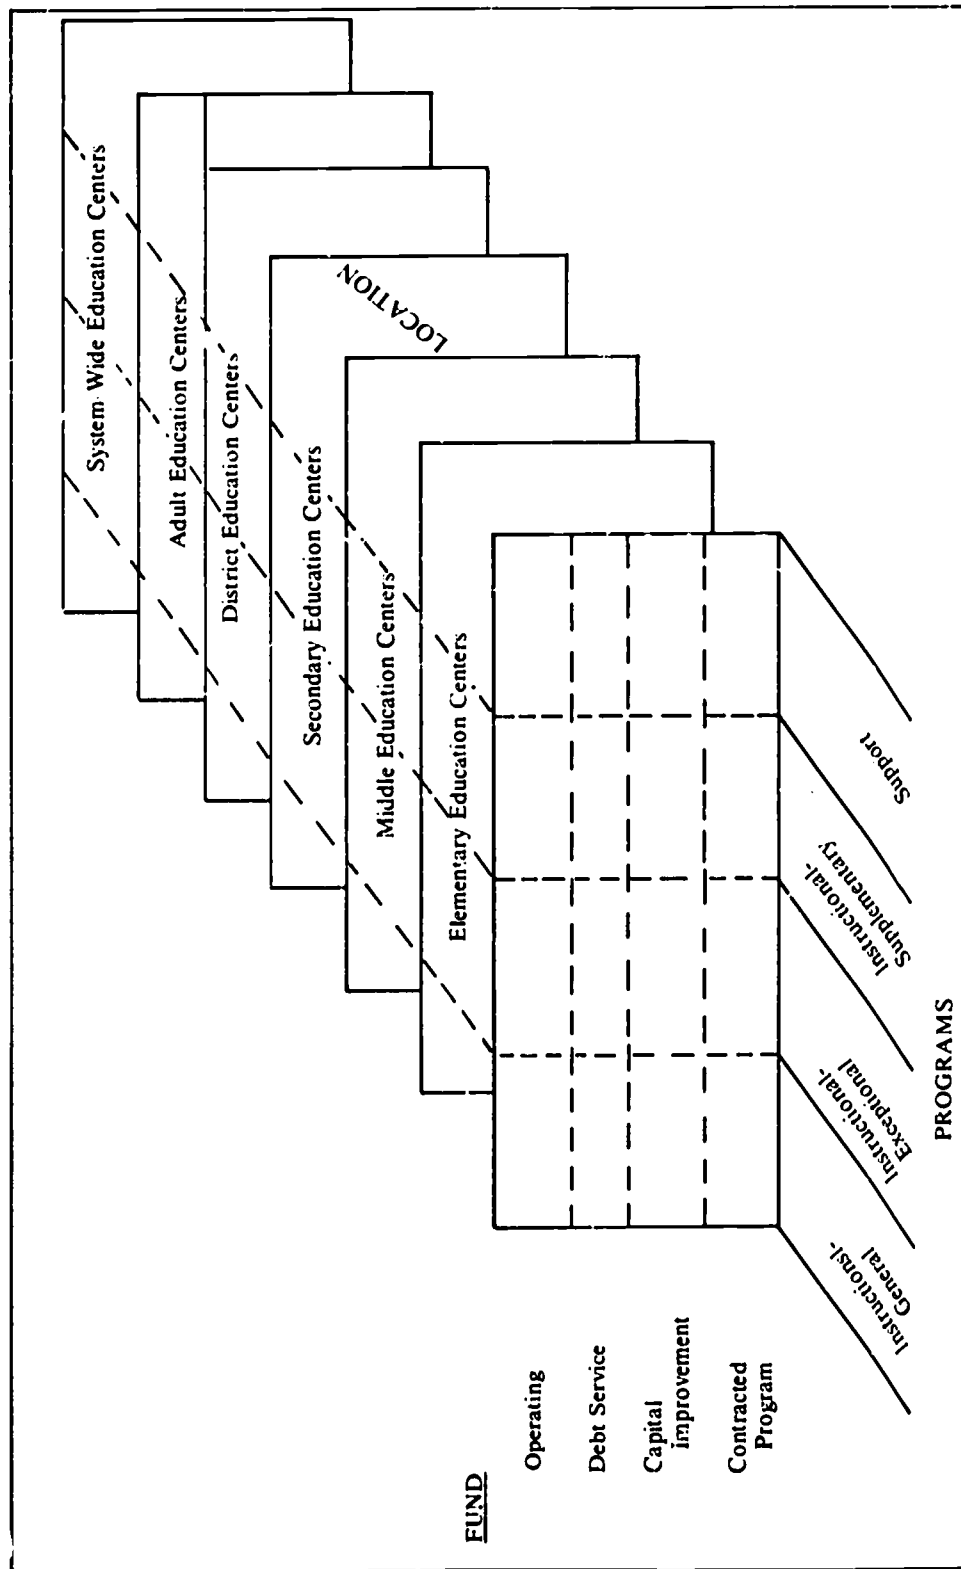 System-Wide Education Centers
Adult Education Centers
District Education Centers
Secondary Education Centers
Middle Education Centers
Elementary Education Centers
LOCATION
FUND
Operating
Debt Service
Capital
improvement
Contracted
Program
Instructionsl-
General
Instructional-
Exceptional
Instructional-
Supplementary
Support
PROGRAMS